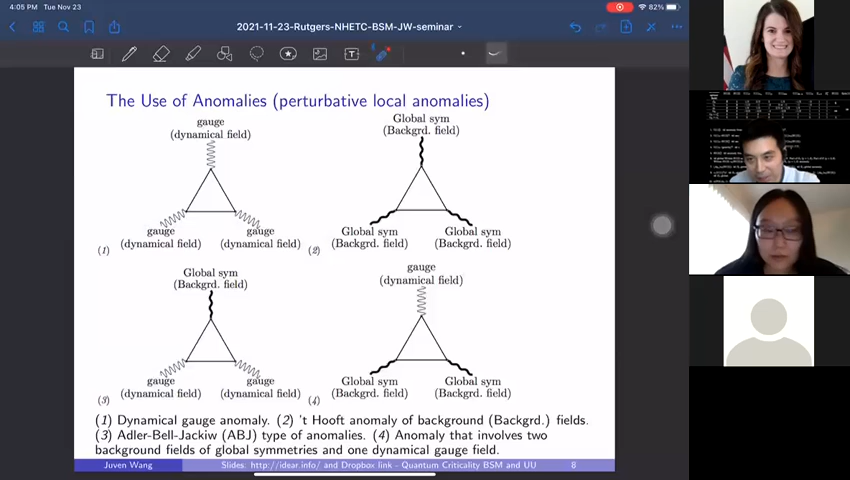 4:05 PM Tue Nov 23
82%
2021-11-23-Rutgers-NHETC-BSM-JW-seminar
The Use of Anomalies (perturbative local anomalies)
gauge
(dynamical field)
gauge
(dynamical field)
gauge
(dynamical field)
(1)
Global sym
(Backgrd. field)
Global sym
(Backgrd. field)
Global sym
(Backgrd. field)
(2)
Global sym
(Backgrd. field)
gauge
(dynamical field)
gauge
(dynamical field)
(3)
gauge
(dynamical field)
Global sym
(Backgrd. field)
Global sym
(Backgrd. field)
(4)
(1) Dynamical gauge anomaly. (2) 't Hooft anomaly of background (Backgrd.) fields.
(3) Adler-Bell-Jackiw (ABJ) type of anomalies. (4) Anomaly that involves two
background fields of global symmetries and one dynamical gauge field.
Juven Wang Slides: http://idear.info/ and Dropbox link - Quantum Criticality BSM and UU 8